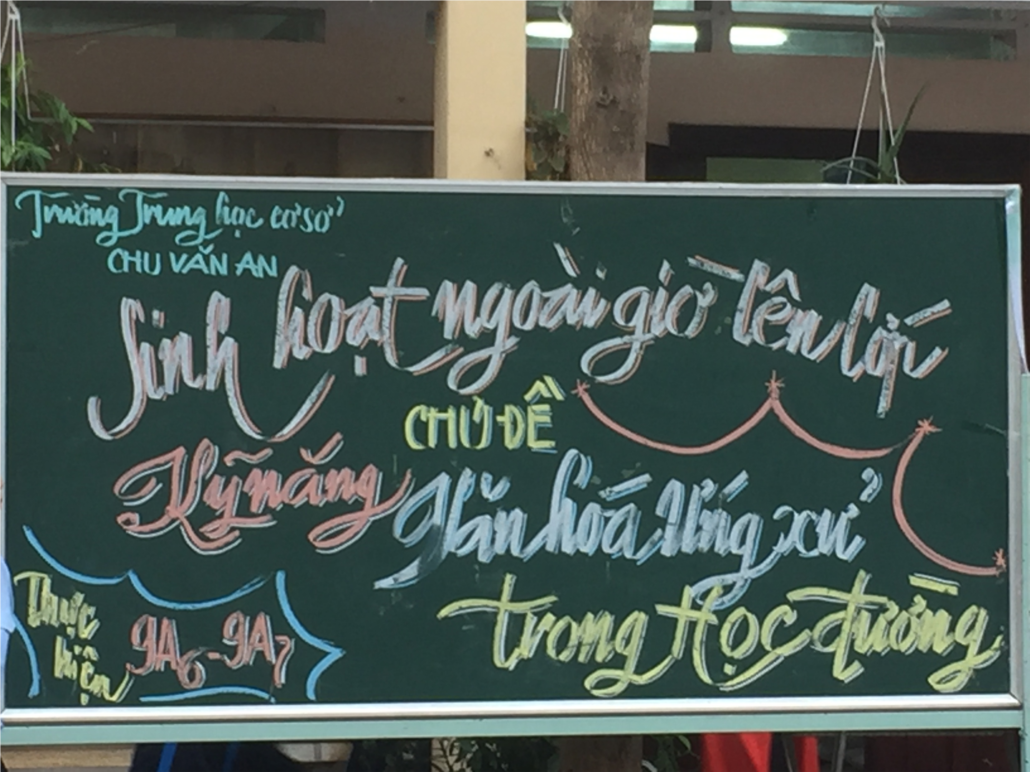 Trường Trung học cơ sở
CHU VĂN AN
Sinh hoạt ngoài giờ lên lớp
CHỦ ĐỀ
Kỹ năng Văn hoá Ứng xử
trong Học đường
Thực hiện 9A6 - 9A7